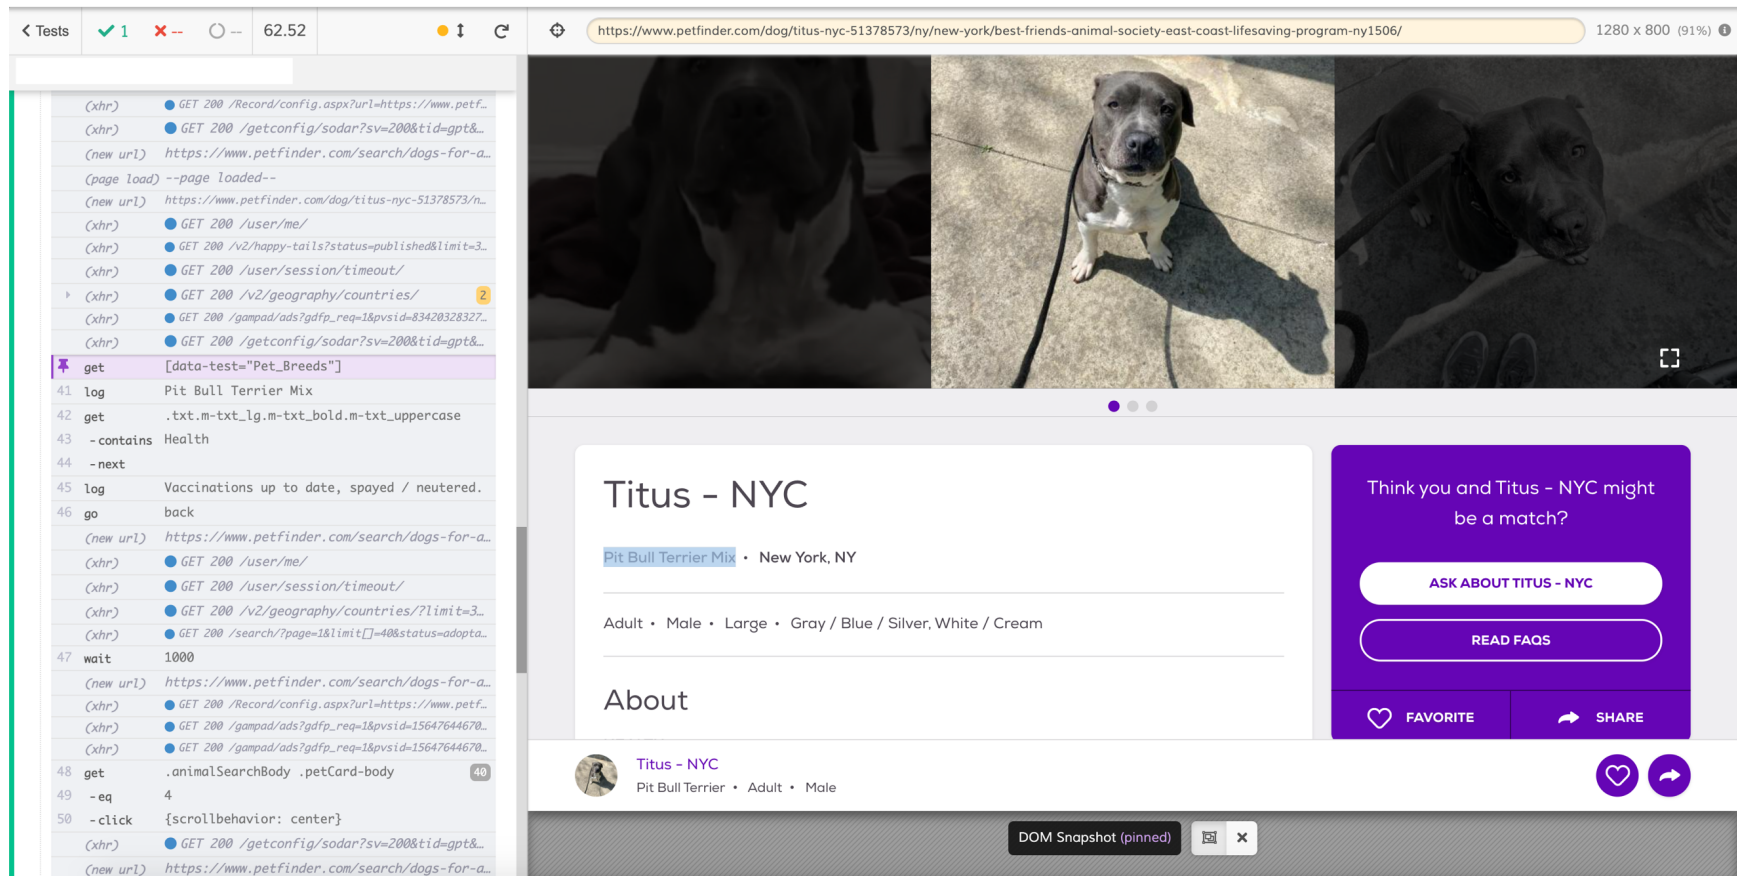 Tests 1 -- -- 62.52
https://www.petfinder.com/dog/titus-nyc-51378573/ny/new-york/best-friends-animal-society-east-coast-lifesaving-program-ny1506/ 1280 x 800 (91%)
(xhr) GET 200 /Record/config.aspx?url=https://www.petf…
(xhr) GET 200 /getconfig/sodar?sv=200&tid=gpt&…
(new url) https://www.petfinder.com/search/dogs-for-a…
(page load) --page loaded--
(new url) https://www.petfinder.com/dog/titus-nyc-51378573/n…
(xhr) GET 200 /user/me/
(xhr) GET 200 /v2/happy-tails?status=published&limit=3…
(xhr) GET 200 /user/session/timeout/
(xhr) GET 200 /v2/geography/countries/ 2
(xhr) GET 200 /gampad/ads?gdfp_req=1&pvsid=83420328327…
(xhr) GET 200 /getconfig/sodar?sv=200&tid=gpt&…
get [data-test="Pet_Breeds"]
41 log Pit Bull Terrier Mix
42 get .txt.m-txt_lg.m-txt_bold.m-txt_uppercase
43 -contains Health
44 -next
45 log Vaccinations up to date, spayed / neutered.
46 go back
(new url) https://www.petfinder.com/search/dogs-for-a…
(xhr) GET 200 /user/me/
(xhr) GET 200 /user/session/timeout/
(xhr) GET 200 /v2/geography/countries/?limit=3…
(xhr) GET 200 /search/?page=1&limit[]=40&status=adopta…
47 wait 1000
(new url) https://www.petfinder.com/search/dogs-for-a…
(xhr) GET 200 /Record/config.aspx?url=https://www.petf…
(xhr) GET 200 /gampad/ads?gdfp_req=1&pvsid=15647644670…
(xhr) GET 200 /gampad/ads?gdfp_req=1&pvsid=15647644670…
48 get .animalSearchBody .petCard-body 40
49 -eq 4
50 -click {scrollbehavior: center}
(xhr) GET 200 /getconfig/sodar?sv=200&tid=gpt&…
(new url) https://www.petfinder.com/search/dogs-for-a…
Titus - NYC
Pit Bull Terrier Mix • New York, NY
Adult • Male • Large • Gray / Blue / Silver, White / Cream
About
Think you and Titus - NYC might
be a match?
ASK ABOUT TITUS - NYC
READ FAQS
FAVORITE SHARE
Titus - NYC
Pit Bull Terrier • Adult • Male
DOM Snapshot (pinned)